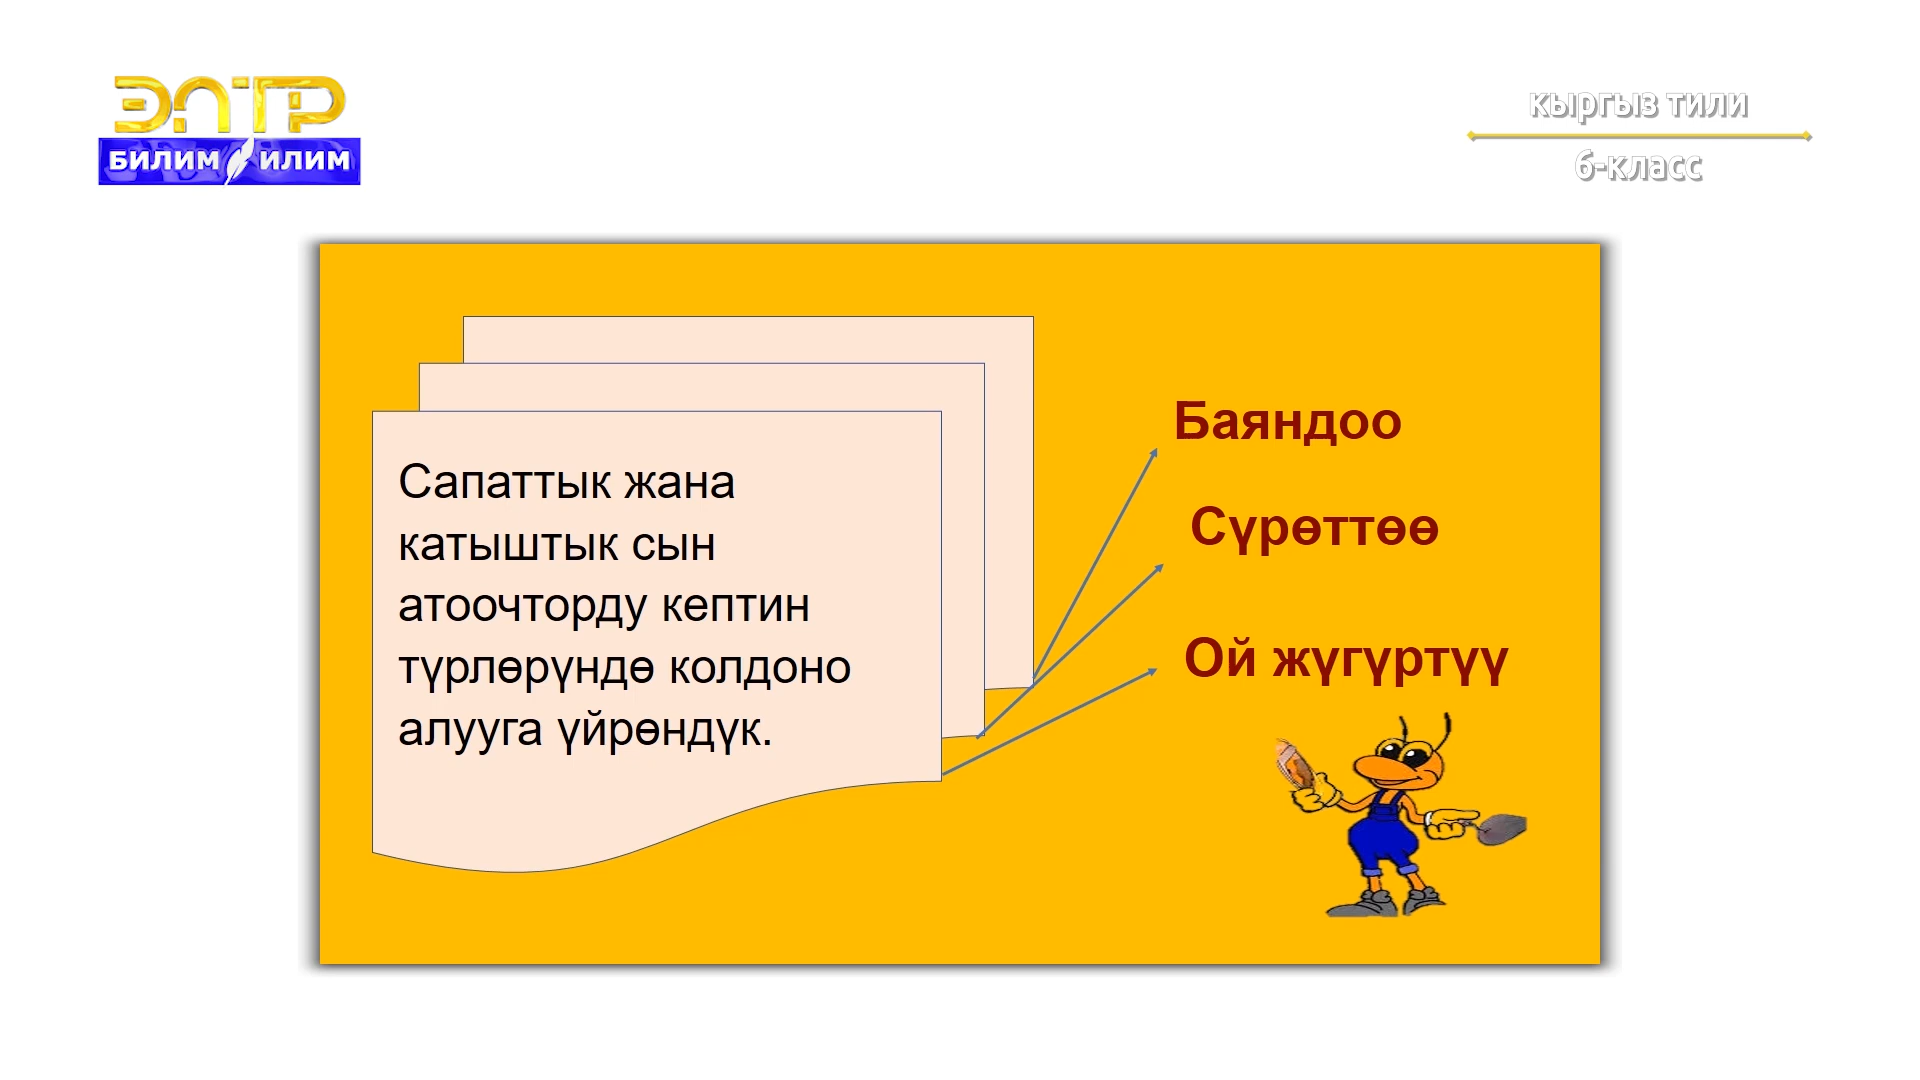 ЭЛТР
БИЛИМ ИЛИМ
кыргыз тили
6-класс
Сапаттык жана
катыштык сын
атоочторду кептин
түрлөрүндө колдоно
алууга үйрөндүк.
Баяндоо
Сүрөттөө
Ой жүгүртүү